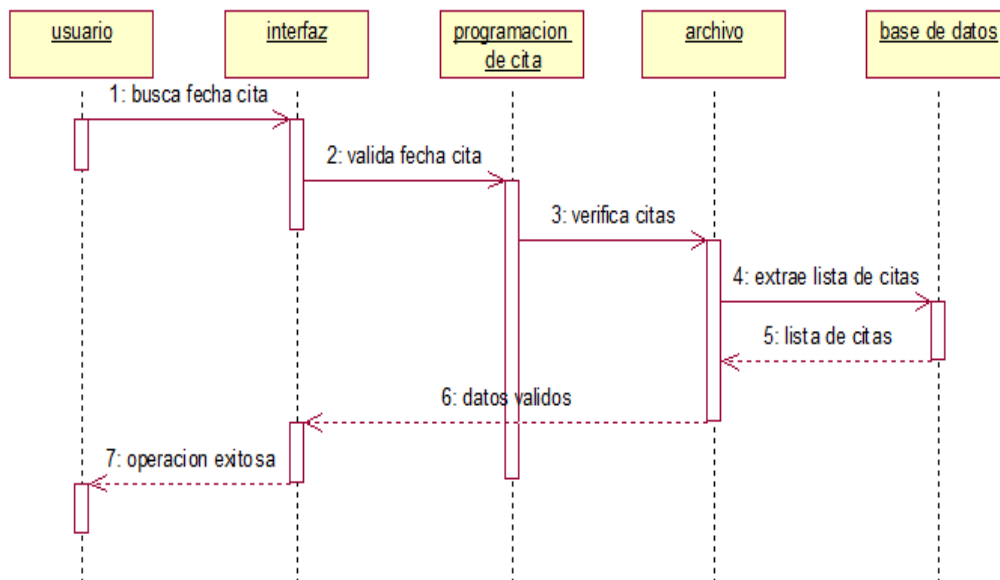 usuario
interfaz
programacion
de cita
archivo
base de datos
1: busca fecha cita
2: valida fecha cita
3: verifica citas
4: extrae lista de citas
5: lista de citas
6: datos validos
7: operacion exitosa